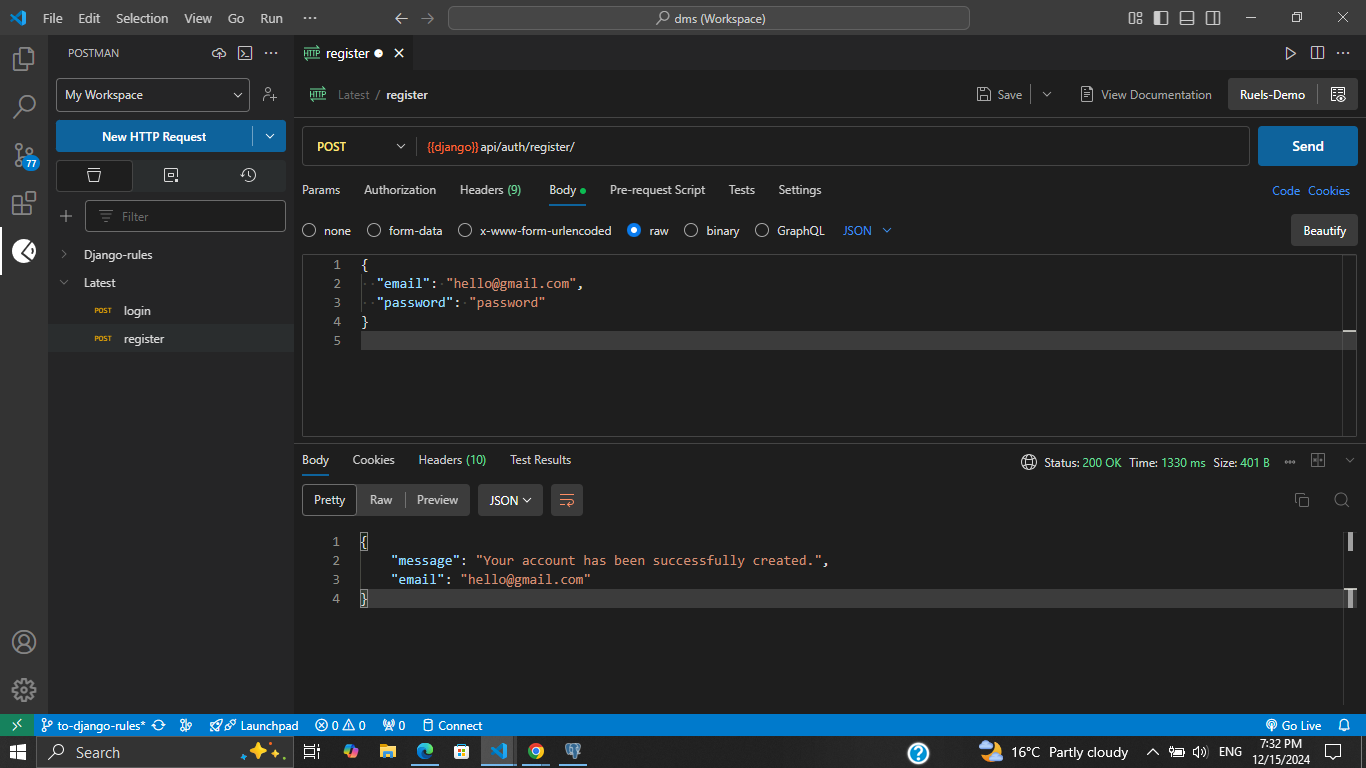 File Edit Selection View Go Run ··· dms (Workspace)
POSTMAN ···
register
My Workspace
HTTP Latest / register Save View Documentation Ruels-Demo
New HTTP Request
POST {{django}}api/auth/register/ Send
77
Params Authorization Headers (9) Body Pre-request Script Tests Settings Code Cookies
Filter
none form-data x-www-form-urlencoded raw binary GraphQL JSON Beautify
Django-rules
Latest
POST login
POST register
1 {
2 "email": "hello@gmail.com",
3 "password": "password"
4 }
5
Body Cookies Headers (10) Test Results Status: 200 OK Time: 1330 ms Size: 401 B
Pretty Raw Preview JSON
1 {
2 "message": "Your account has been successfully created.",
3 "email": "hello@gmail.com"
4 }
to-django-rules* Launchpad 0 0 0 Connect Go Live
Search 16°C Partly cloudy ENG 7:32 PM
12/15/2024